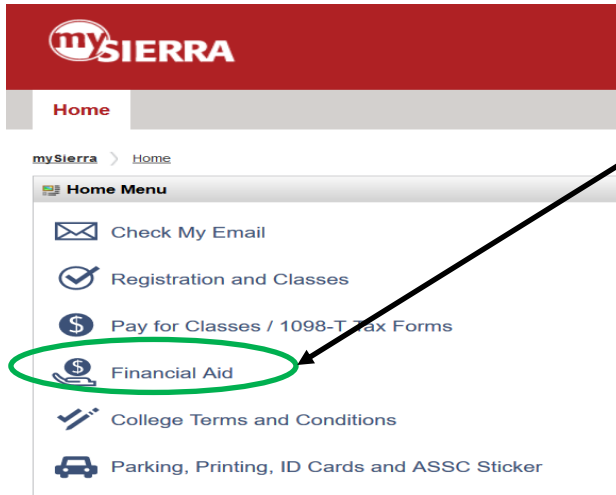 mySIERRA
Home
mySierra Home
Home Menu
Check My Email
Registration and Classes
$ Pay for Classes / 1098-T Tax Forms
$ Financial Aid
College Terms and Conditions
Parking, Printing, ID Cards and ASSC Sticker